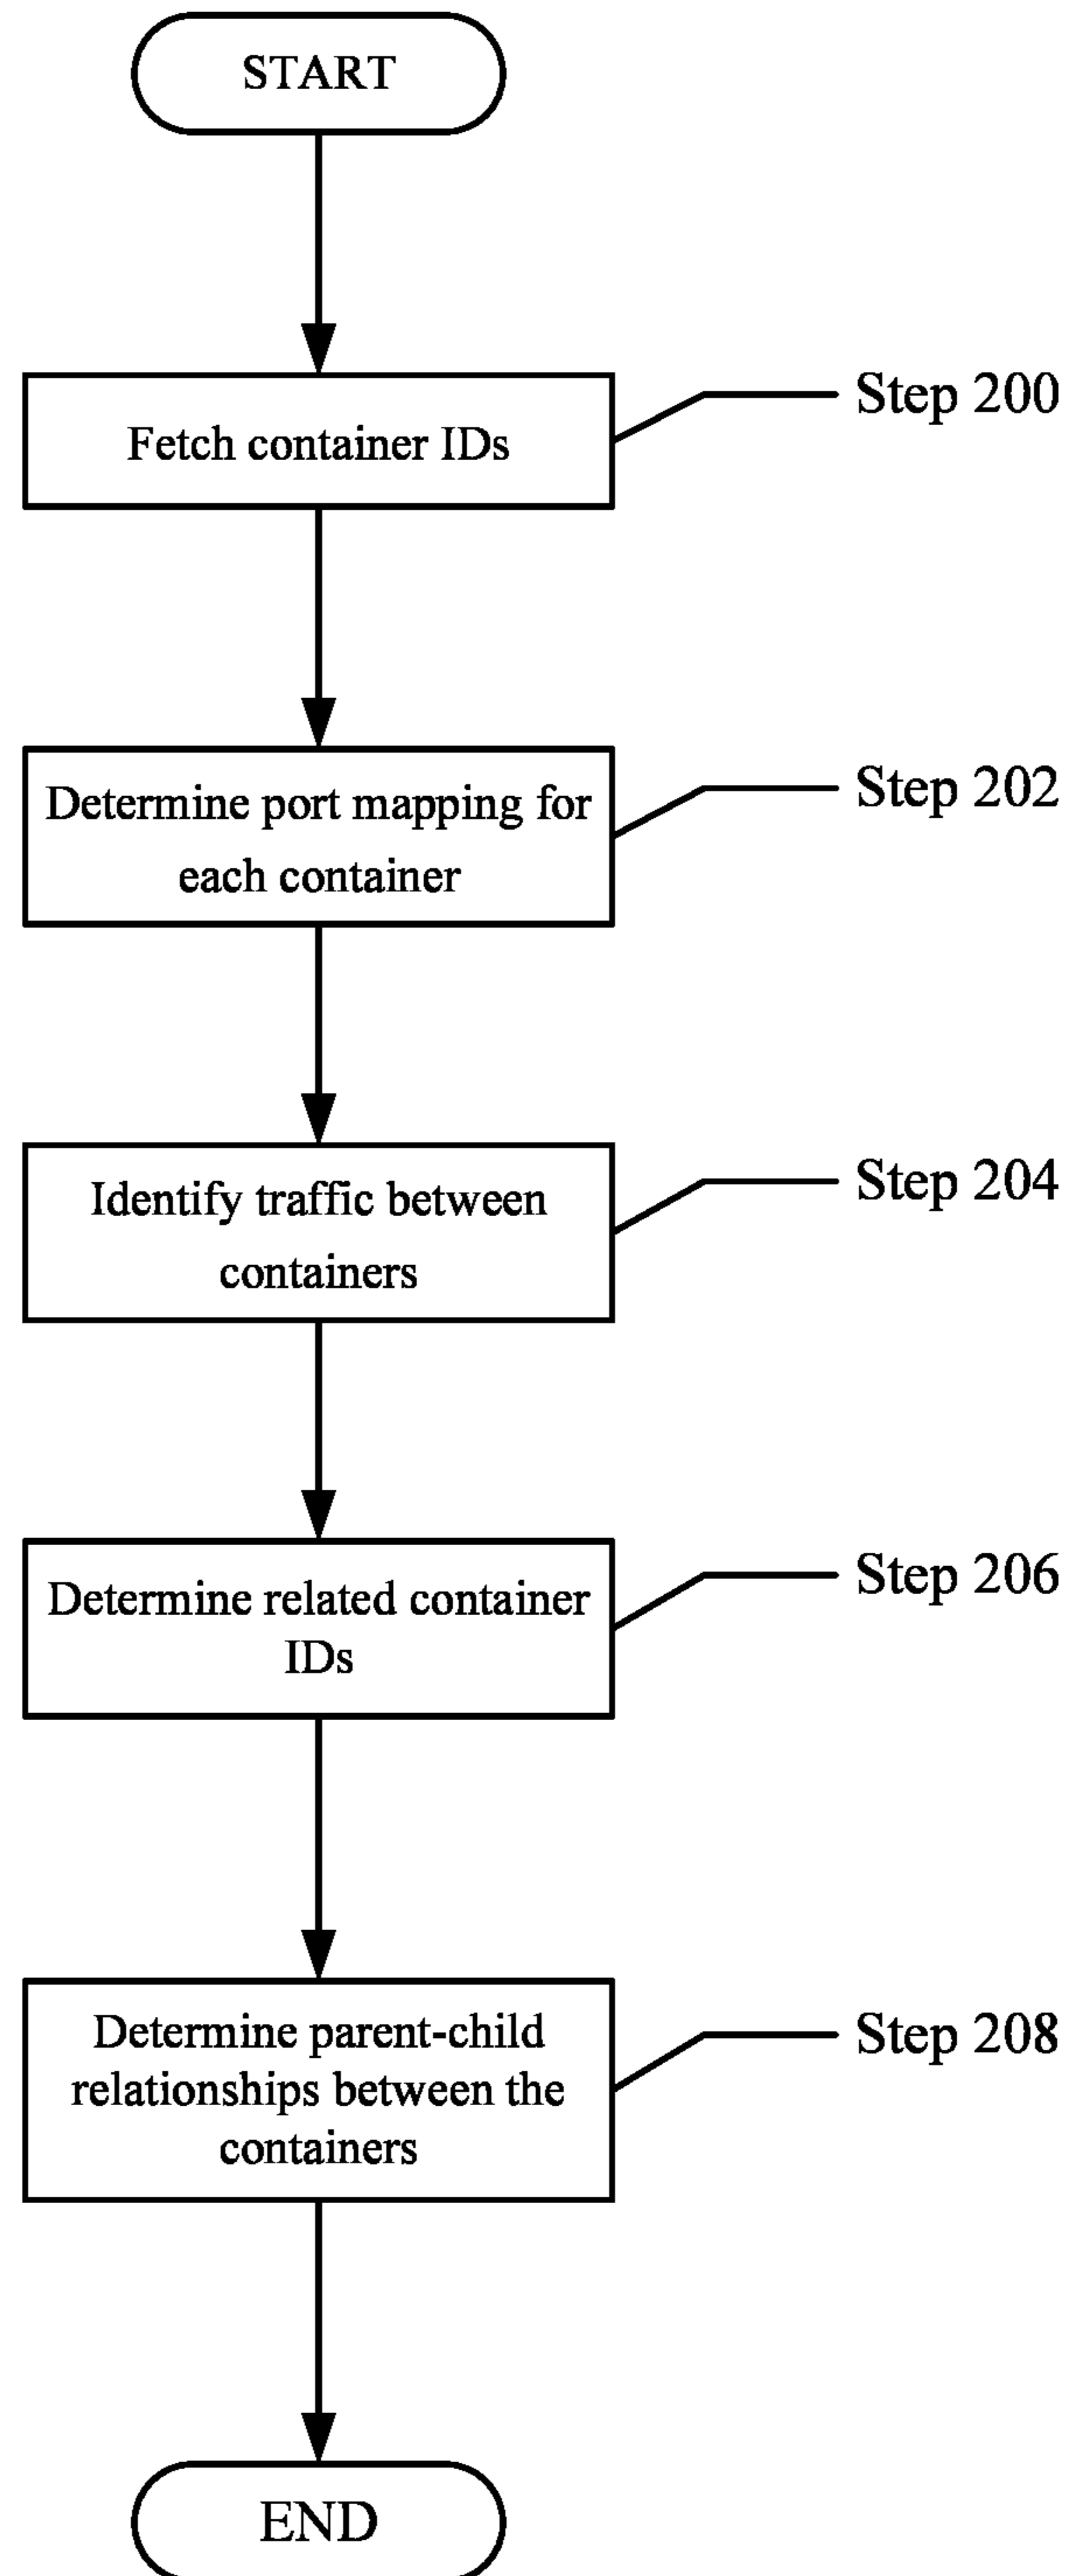 START
Fetch container IDs
Step 200
Determine port mapping for
each container
Step 202
Identify traffic between
containers
Step 204
Determine related container
IDs
Step 206
Determine parent-child
relationships between the
containers
Step 208
END